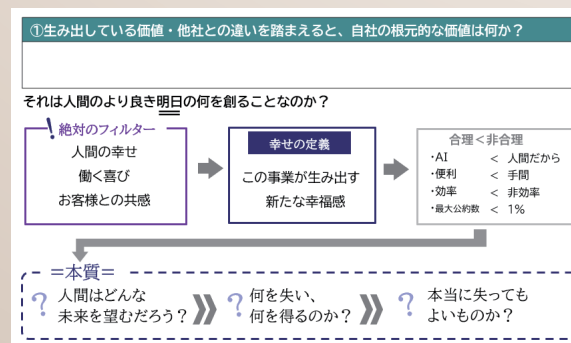 ①生み出している価値・他社との違いを踏まえると、自社の根元的な価値は何か？
それは人間のより良き明日の何を創ることなのか？
! 絶対のフィルター
人間の幸せ
働く喜び
お客様との共感
幸せの定義
この事業が生み出す
新たな幸福感
合理＜非合理
・AI ＜ 人間だから
・便利 ＜ 手間
・効率 ＜ 非効率
・最大公約数 ＜ 1%
=本質=
? 人間はどんな
未来を望むだろう？
? 何を失い、
何を得るのか？
? 本当に失っても
よいものか？